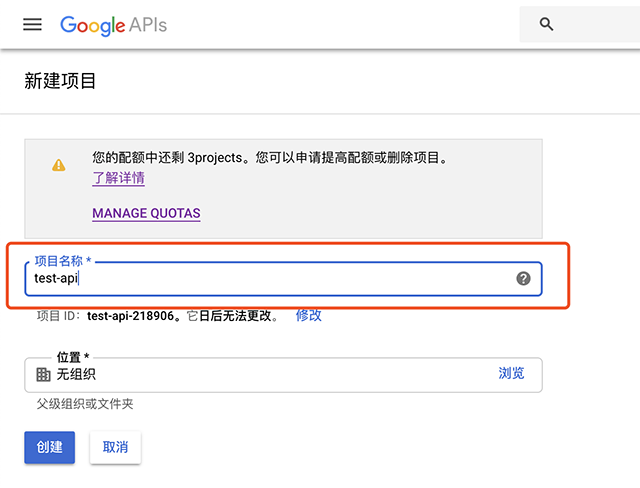 Google APIs
新建项目
您的配额中还剩 3projects。您可以申请提高配额或删除项目。
了解详情
MANAGE QUOTAS
项目名称 *
test-api
项目 ID：test-api-218906。它日后无法更改。 修改
位置 *
无组织 浏览
父级组织或文件夹
创建 取消